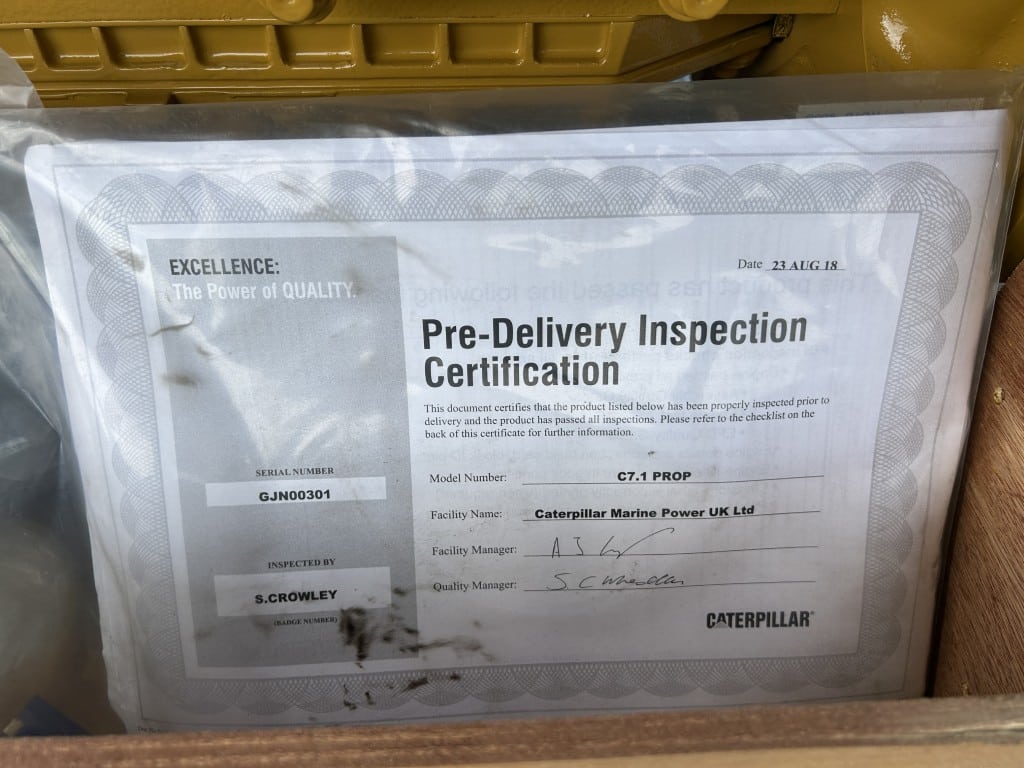 EXCELLENCE:
The Power of QUALITY.
Date 23 AUG 18
Pre-Delivery Inspection
Certification
This document certifies that the product listed below has been properly inspected prior to
delivery and the product has passed all inspections. Please refer to the checklist on the
back of this certificate for further information.
SERIAL NUMBER
GJN00301
Model Number: C7.1 PROP
Facility Name: Caterpillar Marine Power UK Ltd
Facility Manager:
INSPECTED BY
S.CROWLEY
(BADGE NUMBER)
Quality Manager:
CATERPILLAR®